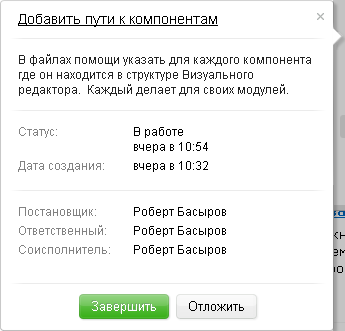 Добавить пути к компонентам
×
В файлах помощи указать для каждого компонента
где он находится в структуре Визуального
редактора. Каждый делает для своих модулей.
Статус: В работе
вчера в 10:54
Дата создания: вчера в 10:32
Постановщик: Роберт Басыров
Ответственный: Роберт Басыров
Соисполнитель: Роберт Басыров
Завершить Отложить